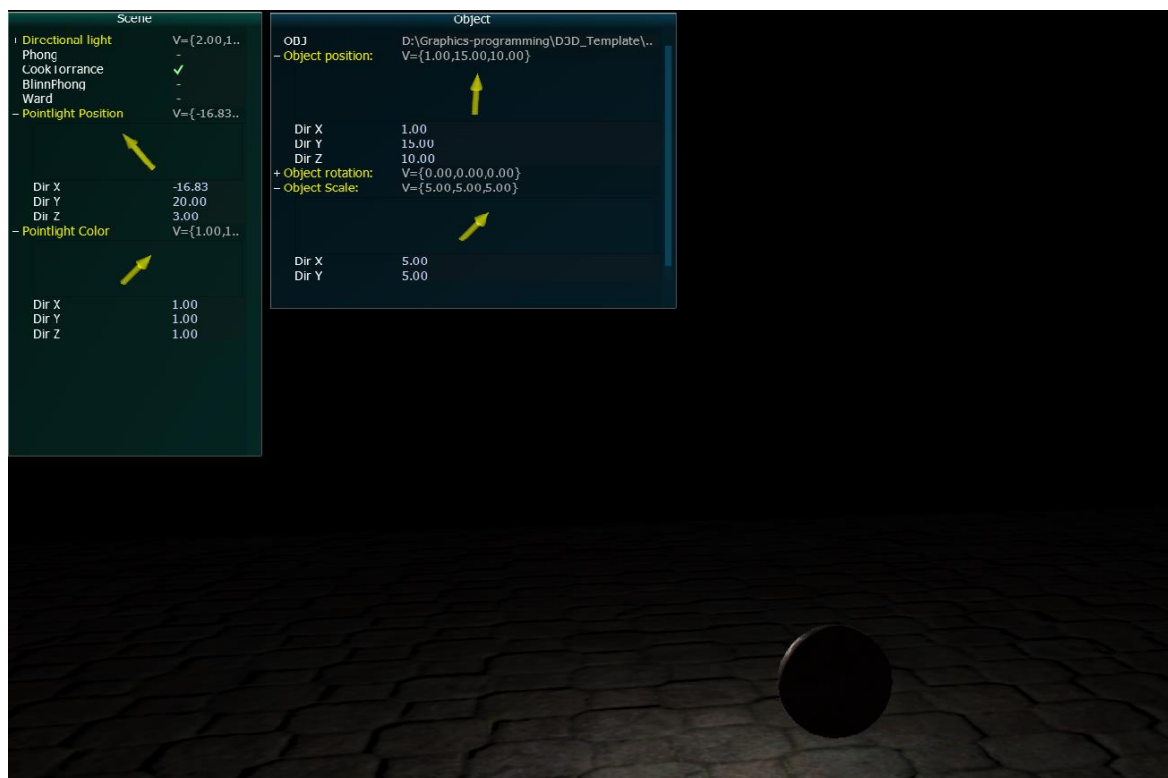 Scene
Directional light V={2.00,1..
Phong -
CookTorrance ✓
BlinnPhong -
Ward -
− Pointlight Position V={-16.83..
Dir X -16.83
Dir Y 20.00
Dir Z 3.00
− Pointlight Color V={1.00,1..
Dir X 1.00
Dir Y 1.00
Dir Z 1.00
Object
OBJ D:\Graphics-programming\D3D_Template\..
− Object position: V={1.00,15.00,10.00}
Dir X 1.00
Dir Y 15.00
Dir Z 10.00
+ Object rotation: V={0.00,0.00,0.00}
− Object Scale: V={5.00,5.00,5.00}
Dir X 5.00
Dir Y 5.00